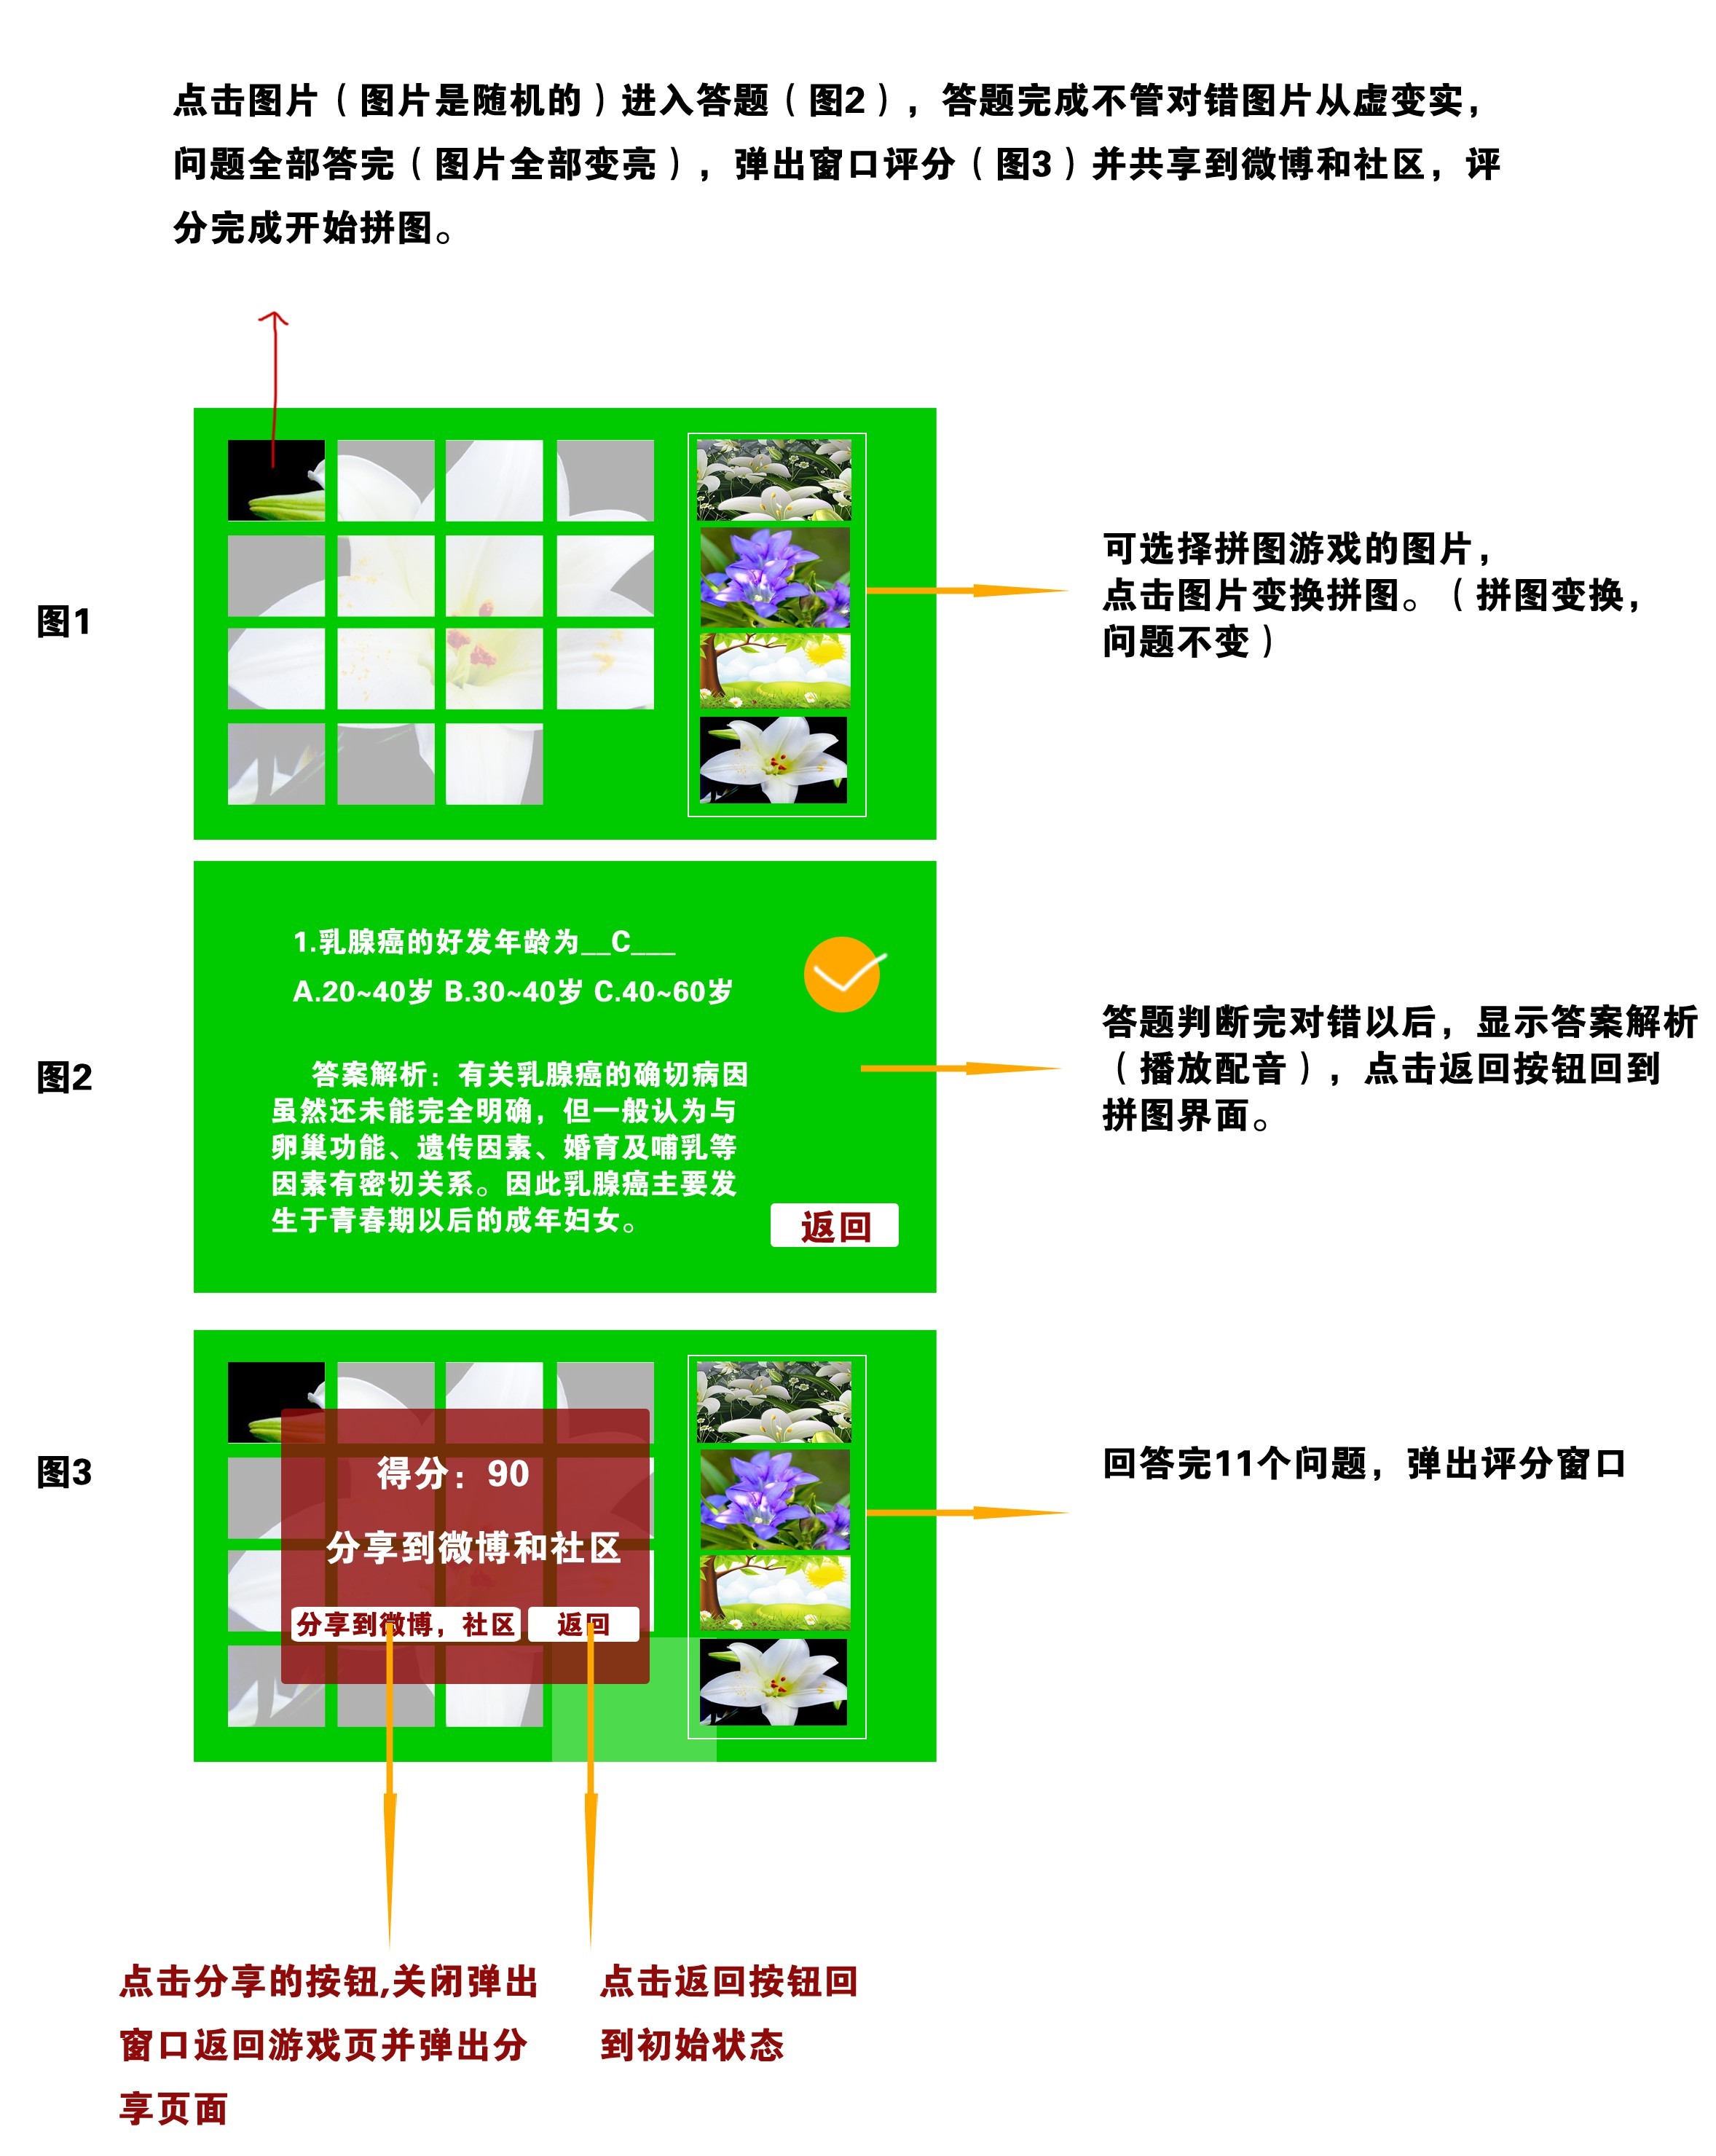 点击图片（图片是随机的）进入答题（图2），答题完成不管对错图片从虚变实，
问题全部答完（图片全部变亮），弹出窗口评分（图3）并共享到微博和社区，评
分完成开始拼图。
图1
可选择拼图游戏的图片，
点击图片变换拼图。（拼图变换，
问题不变）
图2
1.乳腺癌的好发年龄为__C___
A.20~40岁 B.30~40岁 C.40~60岁
答案解析：有关乳腺癌的确切病因
虽然还未能完全明确，但一般认为与
卵巢功能、遗传因素、婚育及哺乳等
因素有密切关系。因此乳腺癌主要发
生于青春期以后的成年妇女。
返回
答题判断完对错以后，显示答案解析
（播放配音），点击返回按钮回到
拼图界面。
图3
得分：90
分享到微博和社区
分享到微博，社区
返回
回答完11个问题，弹出评分窗口
点击分享的按钮,关闭弹出
窗口返回游戏页并弹出分
享页面
点击返回按钮回
到初始状态